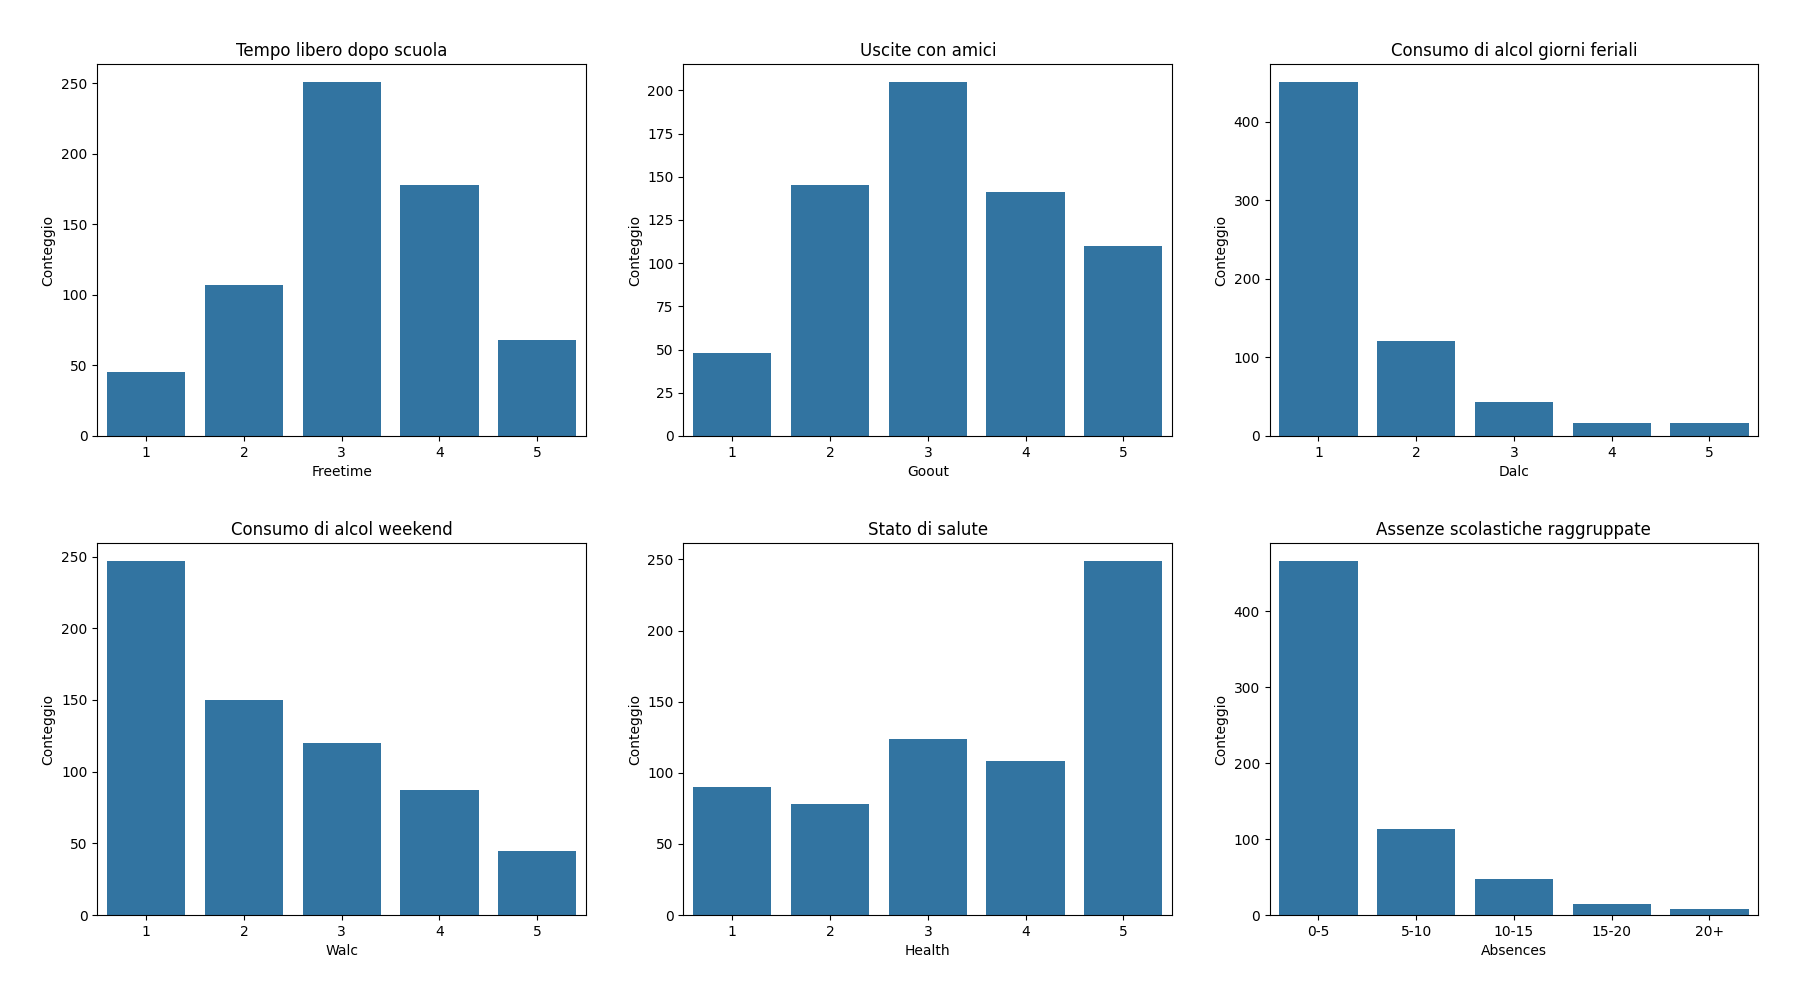 Tempo libero dopo scuola
250
200
150
100
50
0
Conteggio
1 2 3 4 5
Freetime
Uscite con amici
200
175
150
125
100
75
50
25
0
Conteggio
1 2 3 4 5
Goout
Consumo di alcol giorni feriali
400
300
200
100
0
Conteggio
1 2 3 4 5
Dalc
Consumo di alcol weekend
250
200
150
100
50
0
Conteggio
1 2 3 4 5
Walc
Stato di salute
250
200
150
100
50
0
Conteggio
1 2 3 4 5
Health
Assenze scolastiche raggruppate
400
300
200
100
0
Conteggio
0-5 5-10 10-15 15-20 20+
Absences